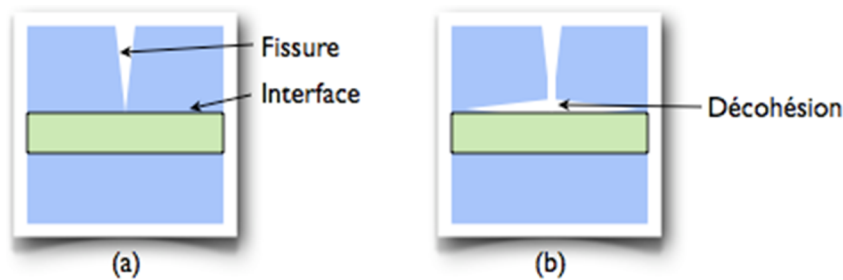 Fissure
Interface
Décohésion
(a)
(b)